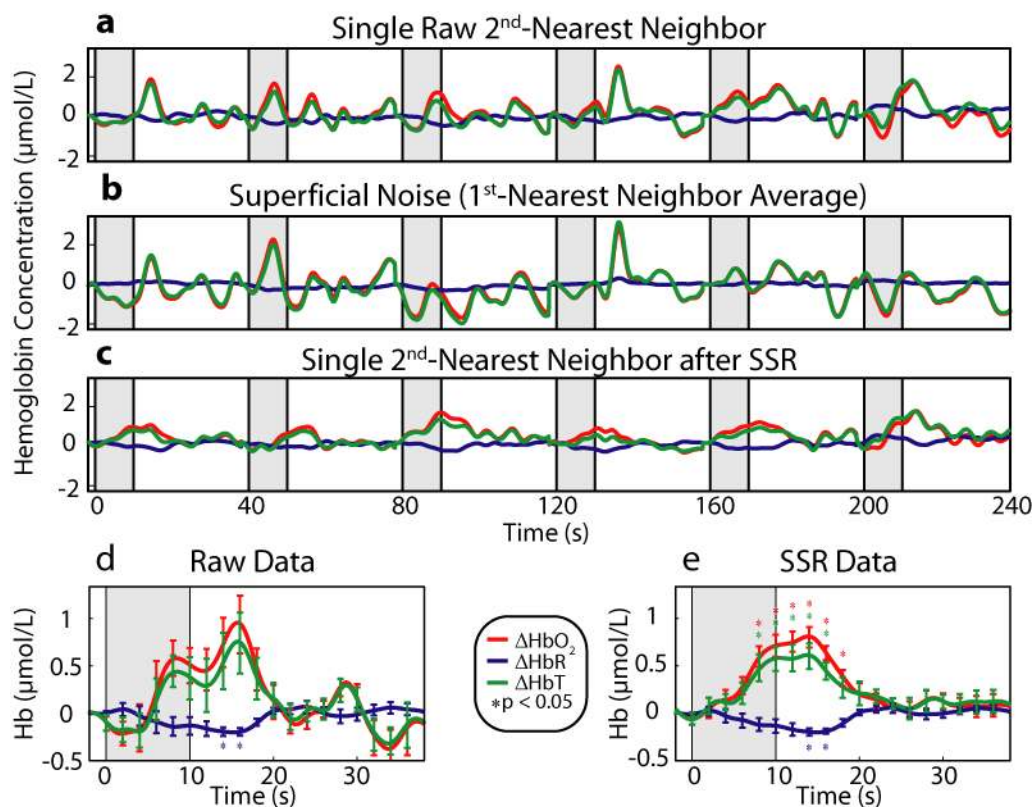 a
Single Raw 2nd-Nearest Neighbor
2
0
-2
b
Superficial Noise (1st-Nearest Neighbor Average)
2
0
-2
c
Single 2nd-Nearest Neighbor after SSR
2
0
-2
Hemoglobin Concentration (μmol/L)
0 40 80 120 160 200 240
Time (s)
d
Raw Data
1
0.5
0
-0.5
Hb (μmol/L)
0 10 20 30
Time (s)
ΔHbO2
ΔHbR
ΔHbT
*p < 0.05
e
SSR Data
1
0.5
0
-0.5
Hb (μmol/L)
0 10 20 30
Time (s)